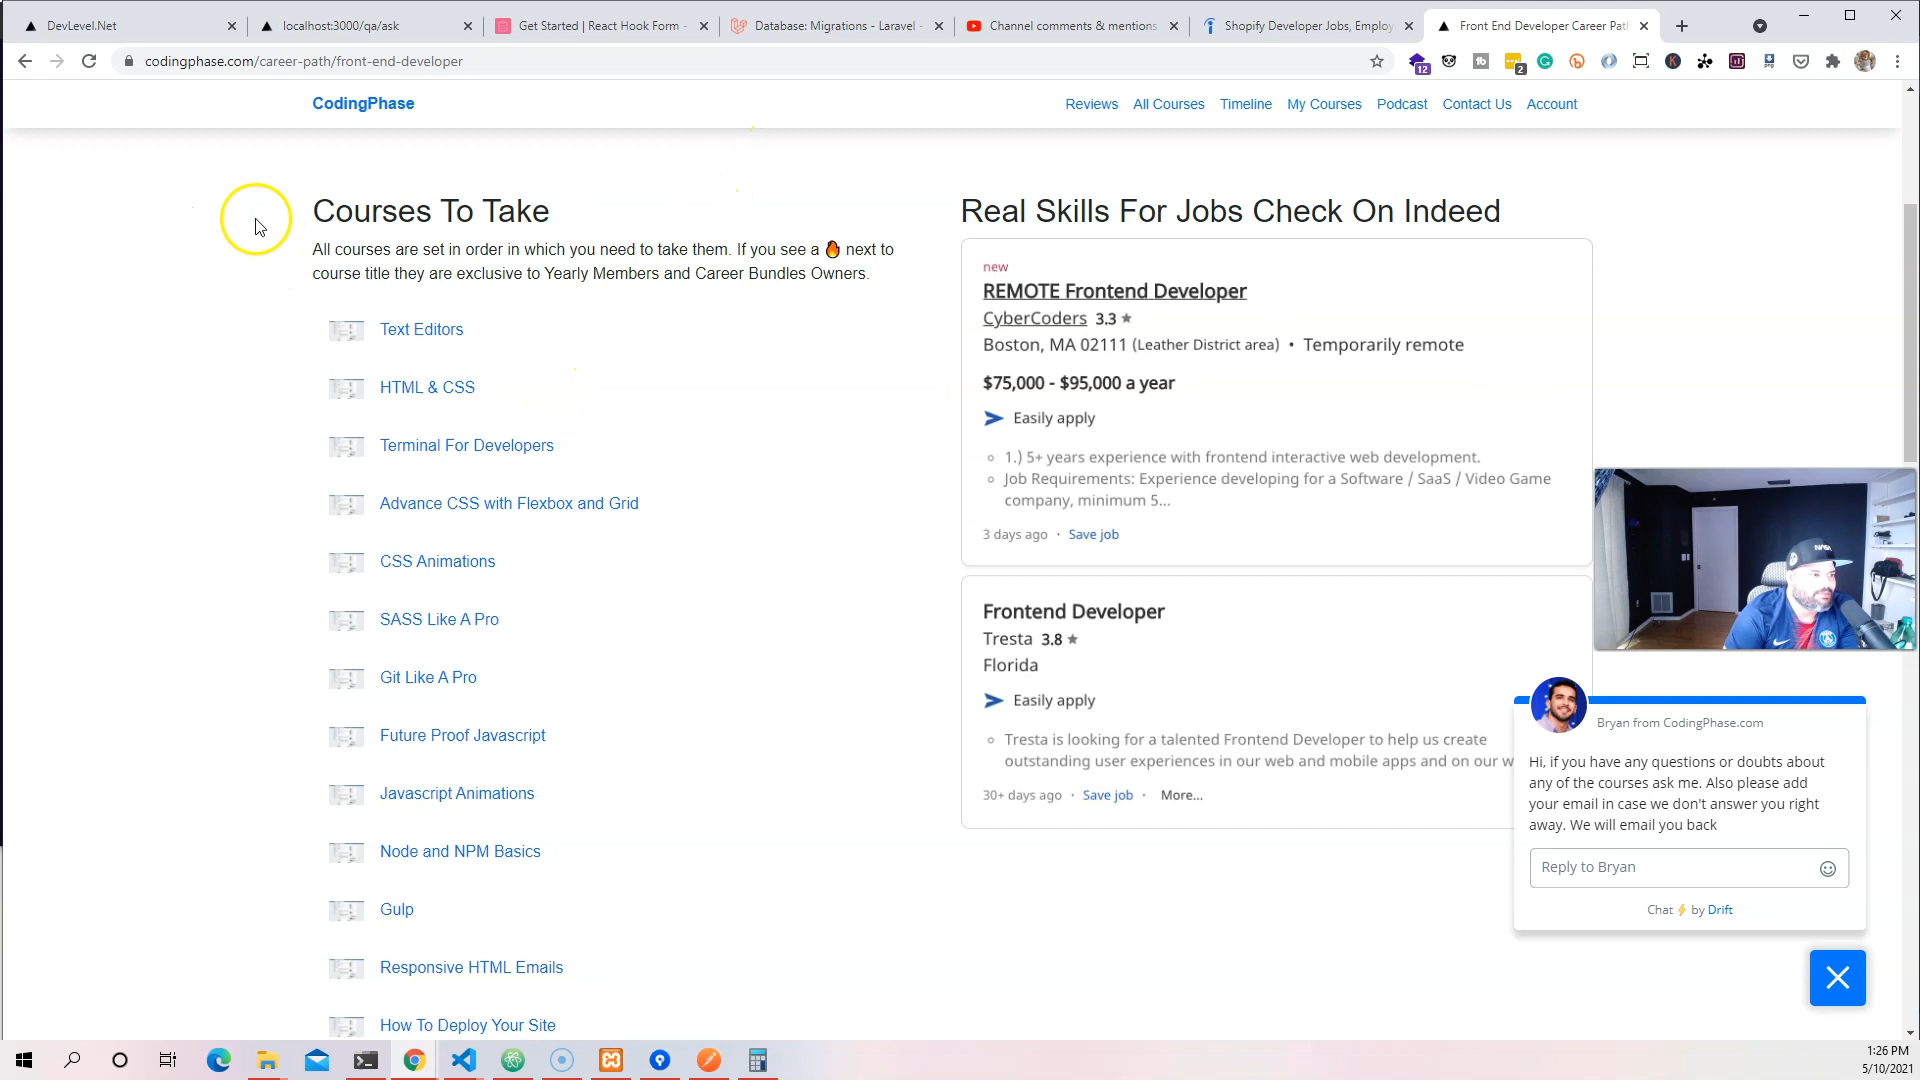 DevLevel.Net
localhost:3000/qa/ask
Get Started | React Hook Form -
Database: Migrations - Laravel -
Channel comments & mentions
Shopify Developer Jobs, Employ
Front End Developer Career Pat
codingphase.com/career-path/front-end-developer
12
2
CodingPhase
Reviews All Courses Timeline My Courses Podcast Contact Us Account
Courses To Take
All courses are set in order in which you need to take them. If you see a 🔥 next to
course title they are exclusive to Yearly Members and Career Bundles Owners.
Text Editors
HTML & CSS
Terminal For Developers
Advance CSS with Flexbox and Grid
CSS Animations
SASS Like A Pro
Git Like A Pro
Future Proof Javascript
Javascript Animations
Node and NPM Basics
Gulp
Responsive HTML Emails
How To Deploy Your Site
Real Skills For Jobs Check On Indeed
new
REMOTE Frontend Developer
CyberCoders 3.3 ★
Boston, MA 02111 (Leather District area) • Temporarily remote
$75,000 - $95,000 a year
Easily apply
1.) 5+ years experience with frontend interactive web development.
Job Requirements: Experience developing for a Software / SaaS / Video Game
company, minimum 5...
3 days ago · Save job
Frontend Developer
Tresta 3.8 ★
Florida
Easily apply
Tresta is looking for a talented Frontend Developer to help us create
outstanding user experiences in our web and mobile apps and on our w
30+ days ago · Save job · More...
NASA
Bryan from CodingPhase.com
Hi, if you have any questions or doubts about
any of the courses ask me. Also please add
your email in case we don't answer you right
away. We will email you back
Reply to Bryan
Chat ⚡ by Drift
1:26 PM
5/10/2021